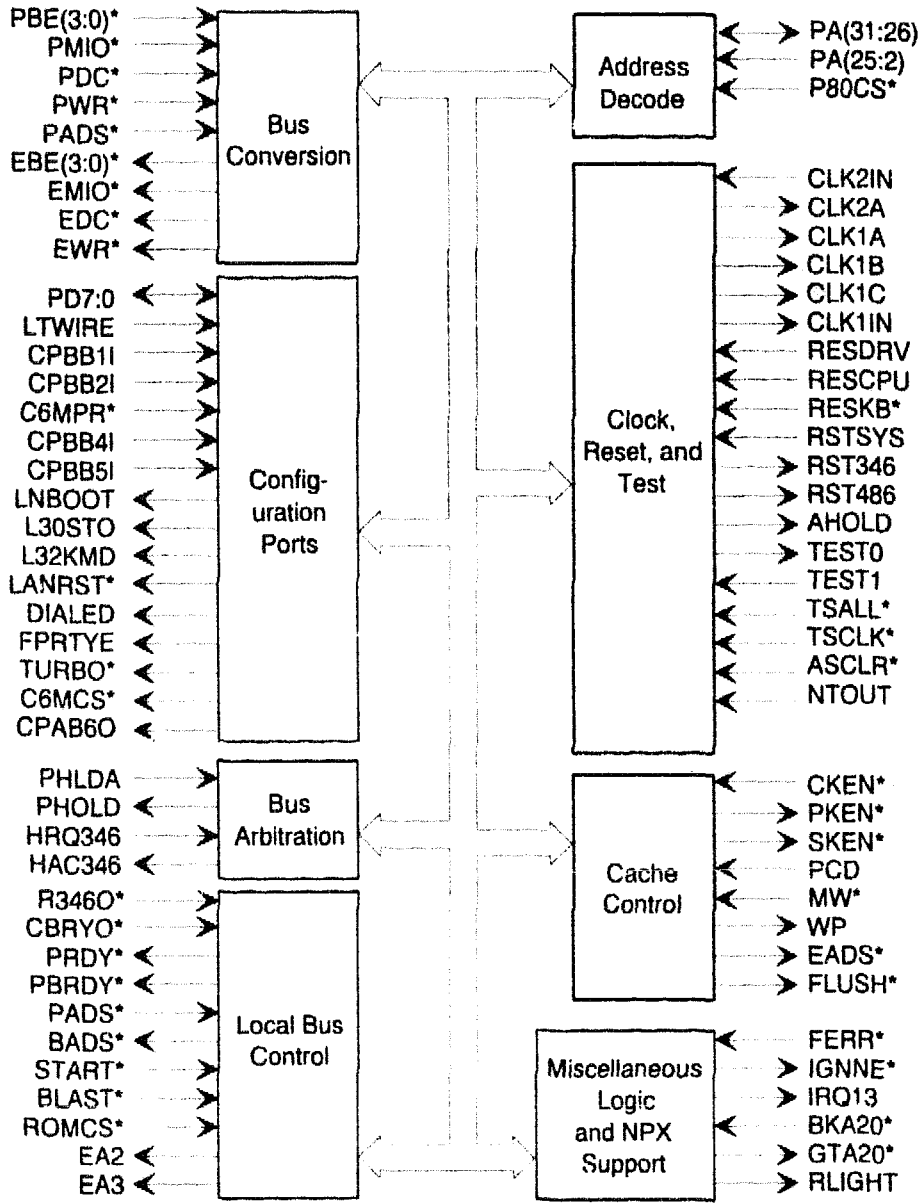 PBE(3:0)*
PMIO*
PDC*
PWR*
PADS*
EBE(3:0)*
EMIO*
EDC*
EWR*
Bus
Conversion
PD7:0
LTWIRE
CPBB1I
CPBB2I
C6MPR*
CPBB4I
CPBB5I
LNBOOT
L30STO
L32KMD
LANRST*
DIALED
FPRTYE
TURBO*
C6MCS*
CPAB6O
Config-
uration
Ports
PHLDA
PHOLD
HRQ346
HAC346
Bus
Arbitration
R346O*
CBRYO*
PRDY*
PBRDY*
PADS*
BADS*
START*
BLAST*
ROMCS*
EA2
EA3
Local Bus
Control
Address
Decode
PA(31:26)
PA(25:2)
P80CS*
Clock,
Reset, and
Test
CLK2IN
CLK2A
CLK1A
CLK1B
CLK1C
CLK1IN
RESDRV
RESCPU
RESKB*
RSTSYS
RST346
RST486
AHOLD
TEST0
TEST1
TSALL*
TSCLK*
ASCLR*
NTOUT
Cache
Control
CKEN*
PKEN*
SKEN*
PCD
MW*
WP
EADS*
FLUSH*
Miscellaneous
Logic
and NPX
Support
FERR*
IGNNE*
IRQ13
BKA20*
GTA20*
RLIGHT